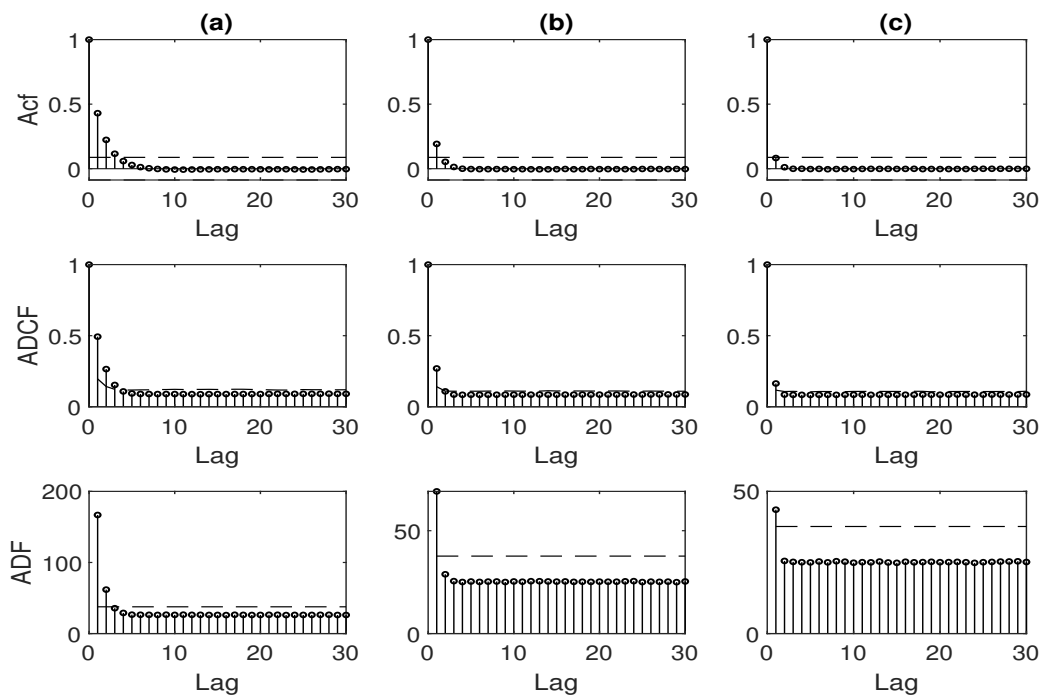 (a) (b) (c)
1 1 1
Acf 0.5 0.5 0.5
0 0 0
0 10 20 30 0 10 20 30 0 10 20 30
Lag Lag Lag
1 1 1
ADCF 0.5 0.5 0.5
0 0 0
0 10 20 30 0 10 20 30 0 10 20 30
Lag Lag Lag
200 50
ADF 100 50
0 0 0
0 10 20 30 0 10 20 30 0 10 20 30
Lag Lag Lag